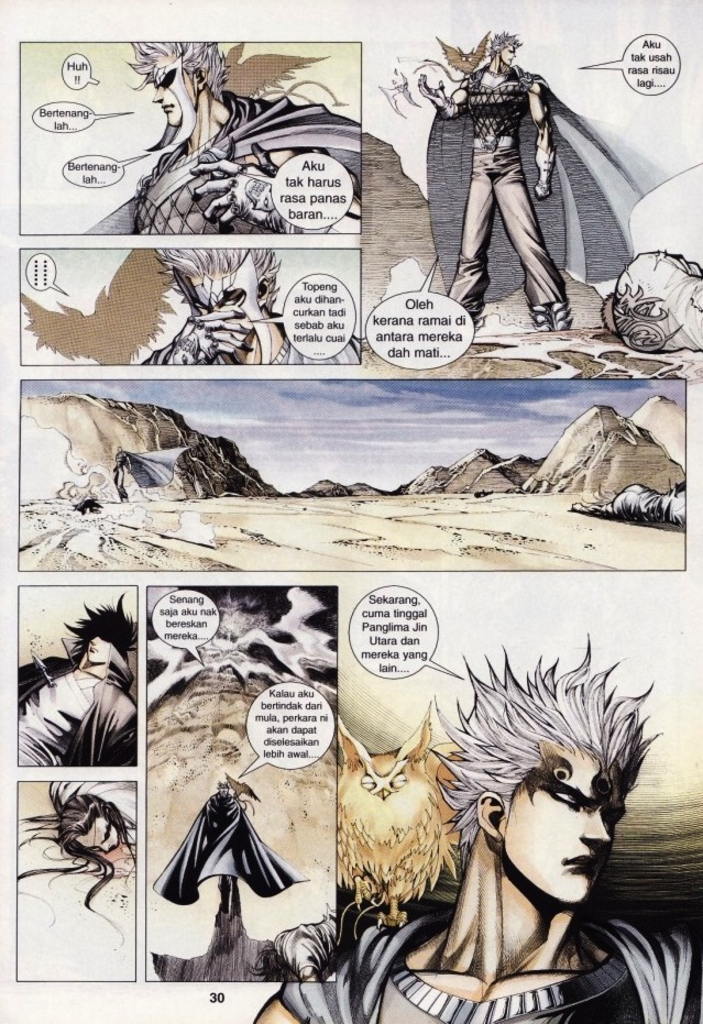 Huh
!!
Bertenang-
lah...
Bertenang-
lah...
Aku
tak harus
rasa panas
baran....
Aku
tak usah
rasa risau
lagi....
Oleh
kerana ramai di
antara mereka
dah mati...
Topeng
aku dihan-
curkan tadi
sebab aku
terlalu cuai
....
Senang
saja aku nak
bereskan
mereka....
Kalau aku
bertindak dari
mula, perkara ni
akan dapat
diselesaikan
lebih awal....
Sekarang,
cuma tinggal
Panglima Jin
Utara dan
mereka yang
lain....
30